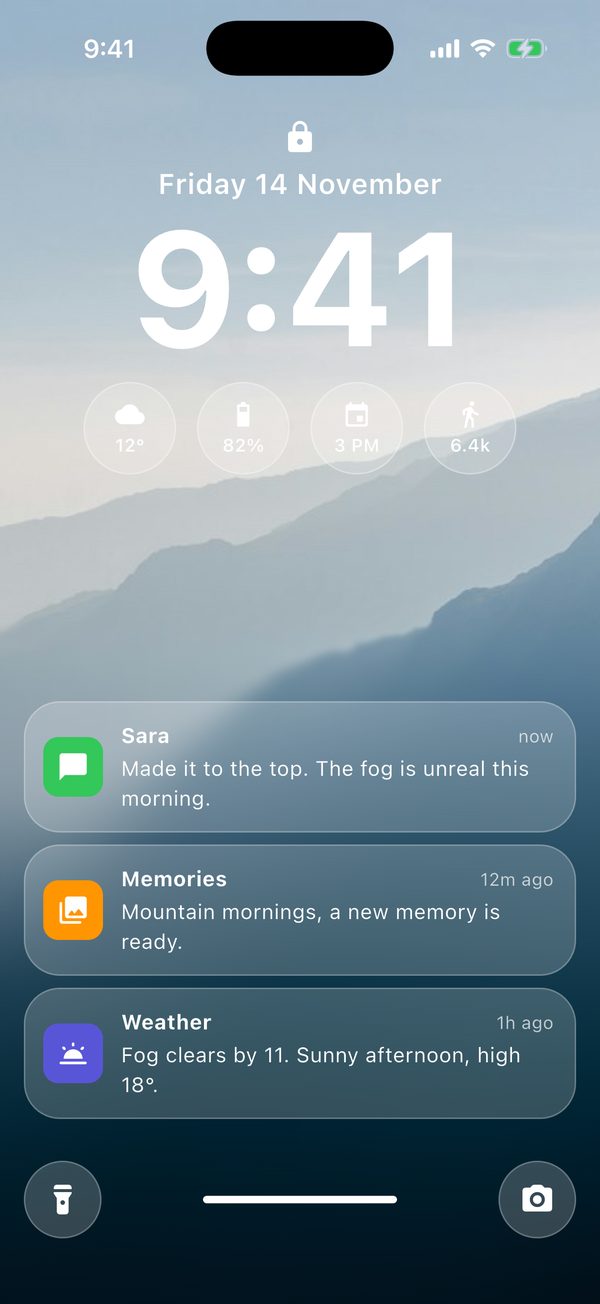 9:41
Friday 14 November
9:41
12° 82% 3 PM 6.4k
Sara now
Made it to the top. The fog is unreal this
morning.
Memories 12m ago
Mountain mornings, a new memory is
ready.
Weather 1h ago
Fog clears by 11. Sunny afternoon, high
18°.